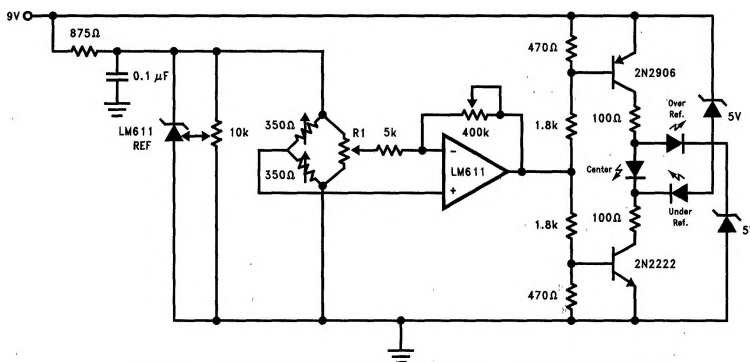 9V
875Ω
0.1 μF
LM611
REF
10k
350Ω
350Ω
R1
5k
400k
LM611
470Ω
1.8k
1.8k
470Ω
2N2906
100Ω
Over
Ref.
5V
Center
100Ω
Under
Ref.
2N2222